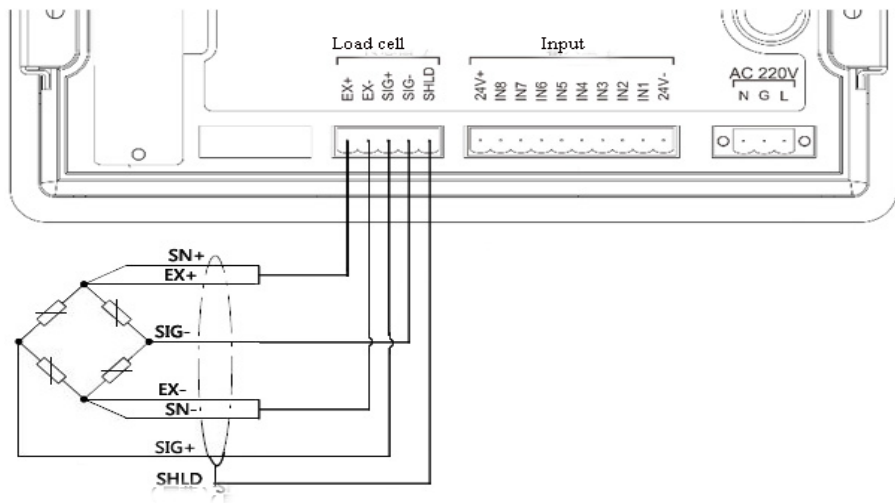 Load cell
Input
EX+
EX-
SIG+
SIG-
SHLD
24V+
IN8
IN7
IN6
IN5
IN4
IN3
IN2
IN1
24V-
AC 220V
N G L
SN+
EX+
SIG-
EX-
SN-
SIG+
SHLD